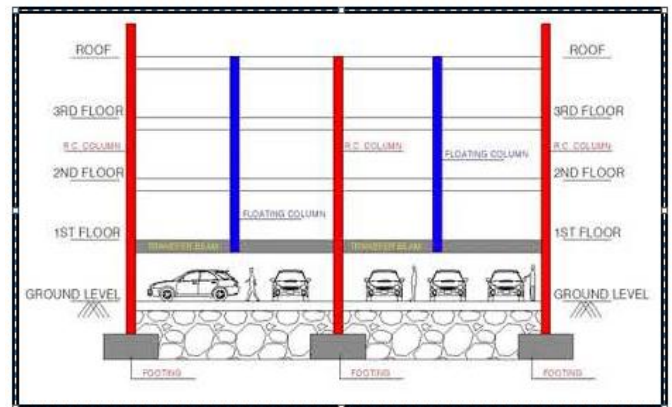 ROOF
ROOF
3RD FLOOR
3RD FLOOR
R.C. COLUMN
R.C. COLUMN
R.C. COLUMN
FLOATING COLUMN
2ND FLOOR
2ND FLOOR
FLOATING COLUMN
1ST FLOOR
TRANSFER BEAM
TRANSFER BEAM
1ST FLOOR
GROUND LEVEL
GROUND LEVEL
FOOTING
FOOTING
FOOTING